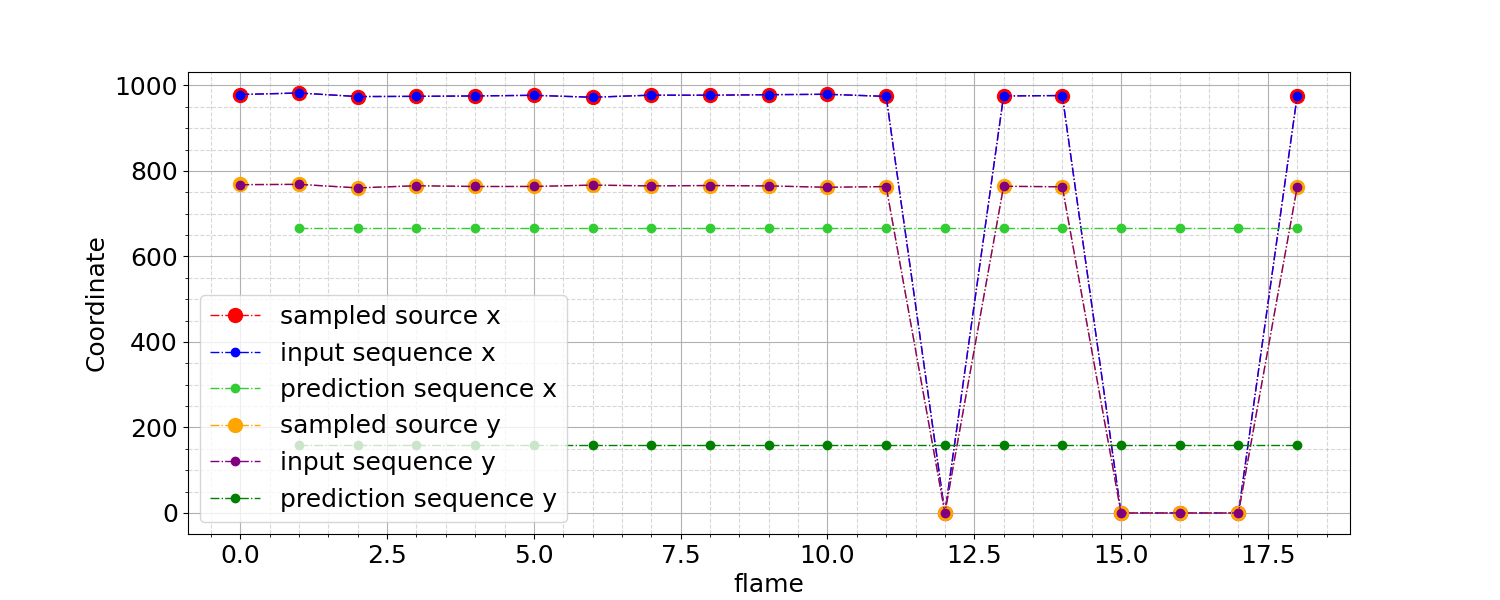 1000
800
600
400
200
0
Coordinate
sampled source x
input sequence x
prediction sequence x
sampled source y
input sequence y
prediction sequence y
0.0 2.5 5.0 7.5 10.0 12.5 15.0 17.5
flame